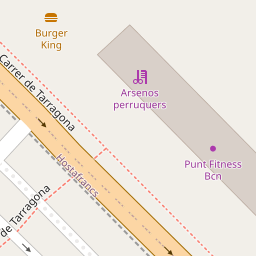 Burger
King
Carrer de Tarragona
Arsenos
perruquers
Hostafrancs
Punt Fitness
Bcn
de Tarragona